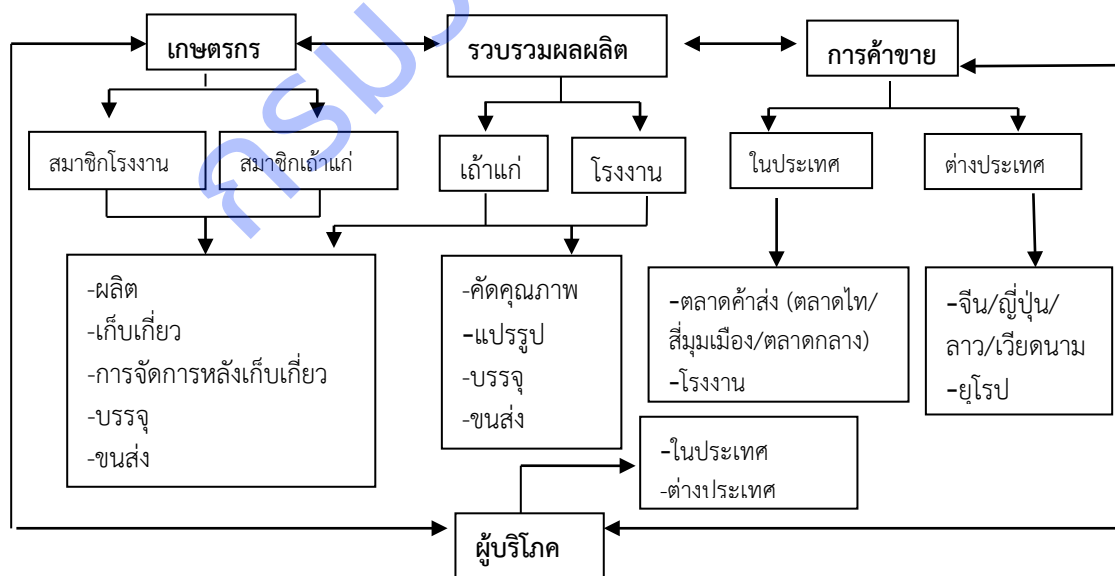 เกษตรกร
รวบรวมผลผลิต
การค้าขาย
สมาชิกโรงงาน
สมาชิกเถ้าแก่
เถ้าแก่
โรงงาน
ในประเทศ
ต่างประเทศ
-ผลิต
-เก็บเกี่ยว
-การจัดการหลังเก็บเกี่ยว
-บรรจุ
-ขนส่ง
-คัดคุณภาพ
-แปรรูป
-บรรจุ
-ขนส่ง
-ตลาดค้าส่ง (ตลาดไท/
สี่มุมเมือง/ตลาดกลาง)
-โรงงาน
-จีน/ญี่ปุ่น/
ลาว/เวียดนาม
-ยุโรป
-ในประเทศ
-ต่างประเทศ
ผู้บริโภค